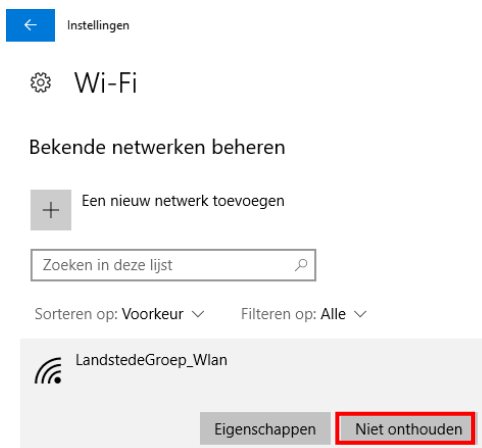 Instellingen
Wi-Fi
Bekende netwerken beheren
Een nieuw netwerk toevoegen
Zoeken in deze lijst
Sorteren op: Voorkeur Filteren op: Alle
LandstedeGroep_Wlan
Eigenschappen Niet onthouden